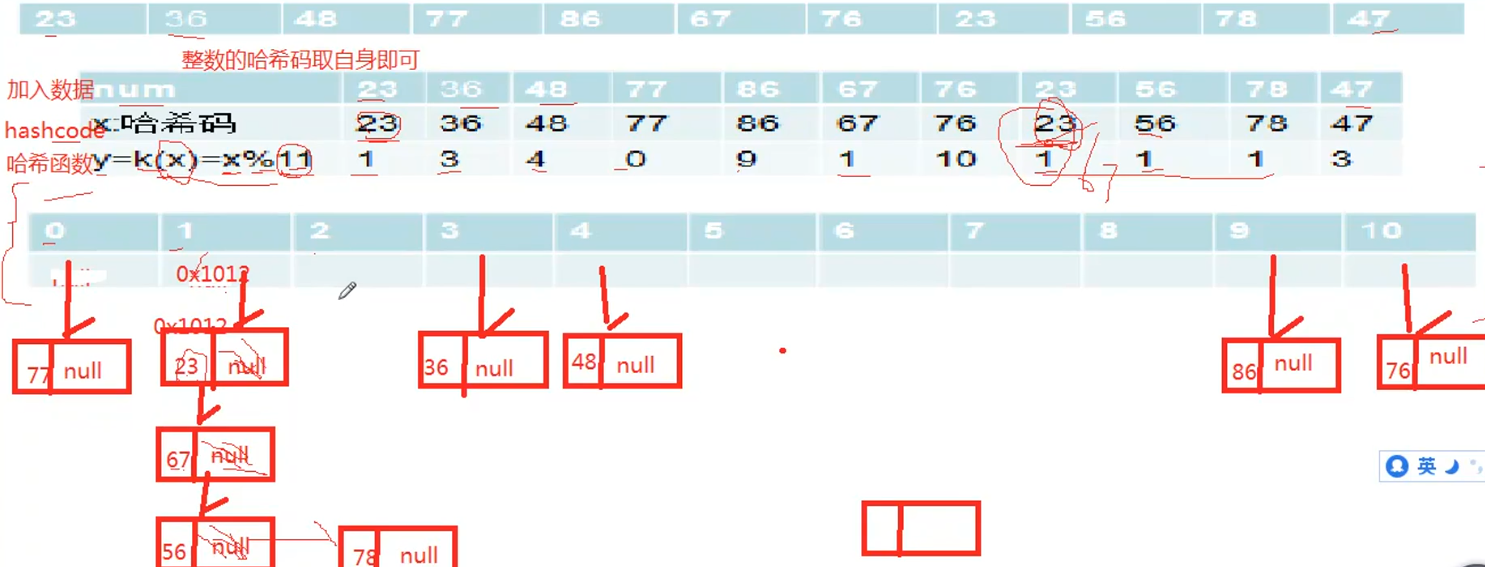 23 36 48 77 86 67 76 23 56 78 47
整数的哈希码取自身即可
加入数据 num 23 36 48 77 86 67 76 23 56 78 47
hashcode x:哈希码 23 36 48 77 86 67 76 23 56 78 47
哈希函数 y=k(x)=x%11 1 3 4 0 9 1 10 1 1 1 3
0 1 2 3 4 5 6 7 8 9 10
0x1012
0x1012
77 null 23 null 36 null 48 null 86 null 76 null
67 null
英
56 null 78 null